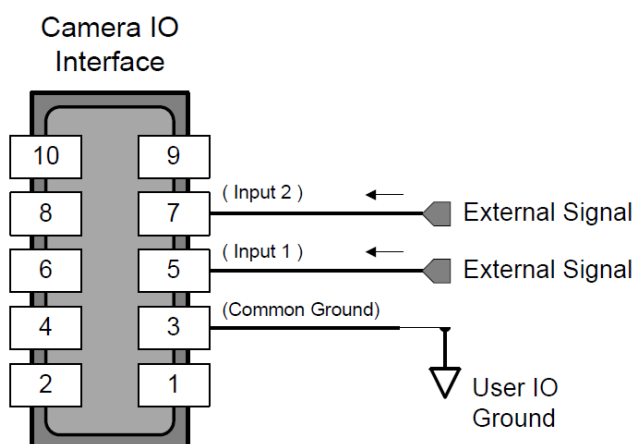 Camera IO
Interface
10
9
8
7
( Input 2 )
External Signal
6
5
( Input 1 )
External Signal
4
3
(Common Ground)
2
1
User IO
Ground